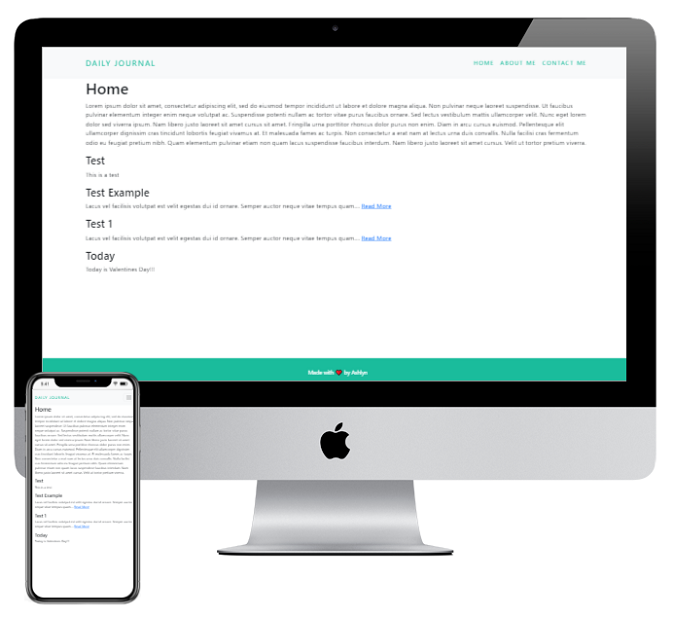 DAILY JOURNAL
HOME ABOUT ME CONTACT ME
Home
Lorem ipsum dolor sit amet, consectetur adipiscing elit, sed do eiusmod tempor incididunt ut labore et dolore magna aliqua. Non pulvinar neque laoreet suspendisse. Ut faucibus
pulvinar elementum integer enim neque volutpat ac. Suspendisse potenti nullam ac tortor vitae purus faucibus ornare. Sed lectus vestibulum mattis ullamcorper velit. Nunc eget lorem
dolor sed viverra ipsum. Nam libero justo laoreet sit amet cursus sit amet. Fringilla urna porttitor rhoncus dolor purus non enim. Diam in arcu cursus euismod. Pellentesque elit
ullamcorper dignissim cras tincidunt lobortis feugiat vivamus at. Et malesuada fames ac turpis. Non consectetur a erat nam at lectus urna duis convallis. Nulla facilisi cras fermentum
odio eu feugiat pretium nibh. Quam elementum pulvinar etiam non quam lacus suspendisse faucibus interdum. Nam libero justo laoreet sit amet cursus. Velit ut tortor pretium viverra.
Test
This is a test
Test Example
Lacus vel facilisis volutpat est velit egestas dui id ornare. Semper auctor neque vitae tempus quam... Read More
Test 1
Lacus vel facilisis volutpat est velit egestas dui id ornare. Semper auctor neque vitae tempus quam... Read More
Today
Today is Valentines Day!!!
Made with ❤ by Ashlyn
9:41
DAILY JOURNAL
Home
Test
This is a test
Test Example
Read More
Test 1
Read More
Today
Today is Valentines Day!!!